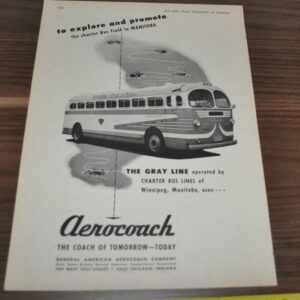 to explore and promote
the charter Bus Field in MANITOBA
THE GRAY LINE operated by
CHARTER BUS LINES of
Winnipeg, Manitoba, uses ---
Aerocoach
THE COACH OF TOMORROW—TODAY
GENERAL AMERICAN AEROCOACH COMPANY
EAST CHICAGO, INDIANA